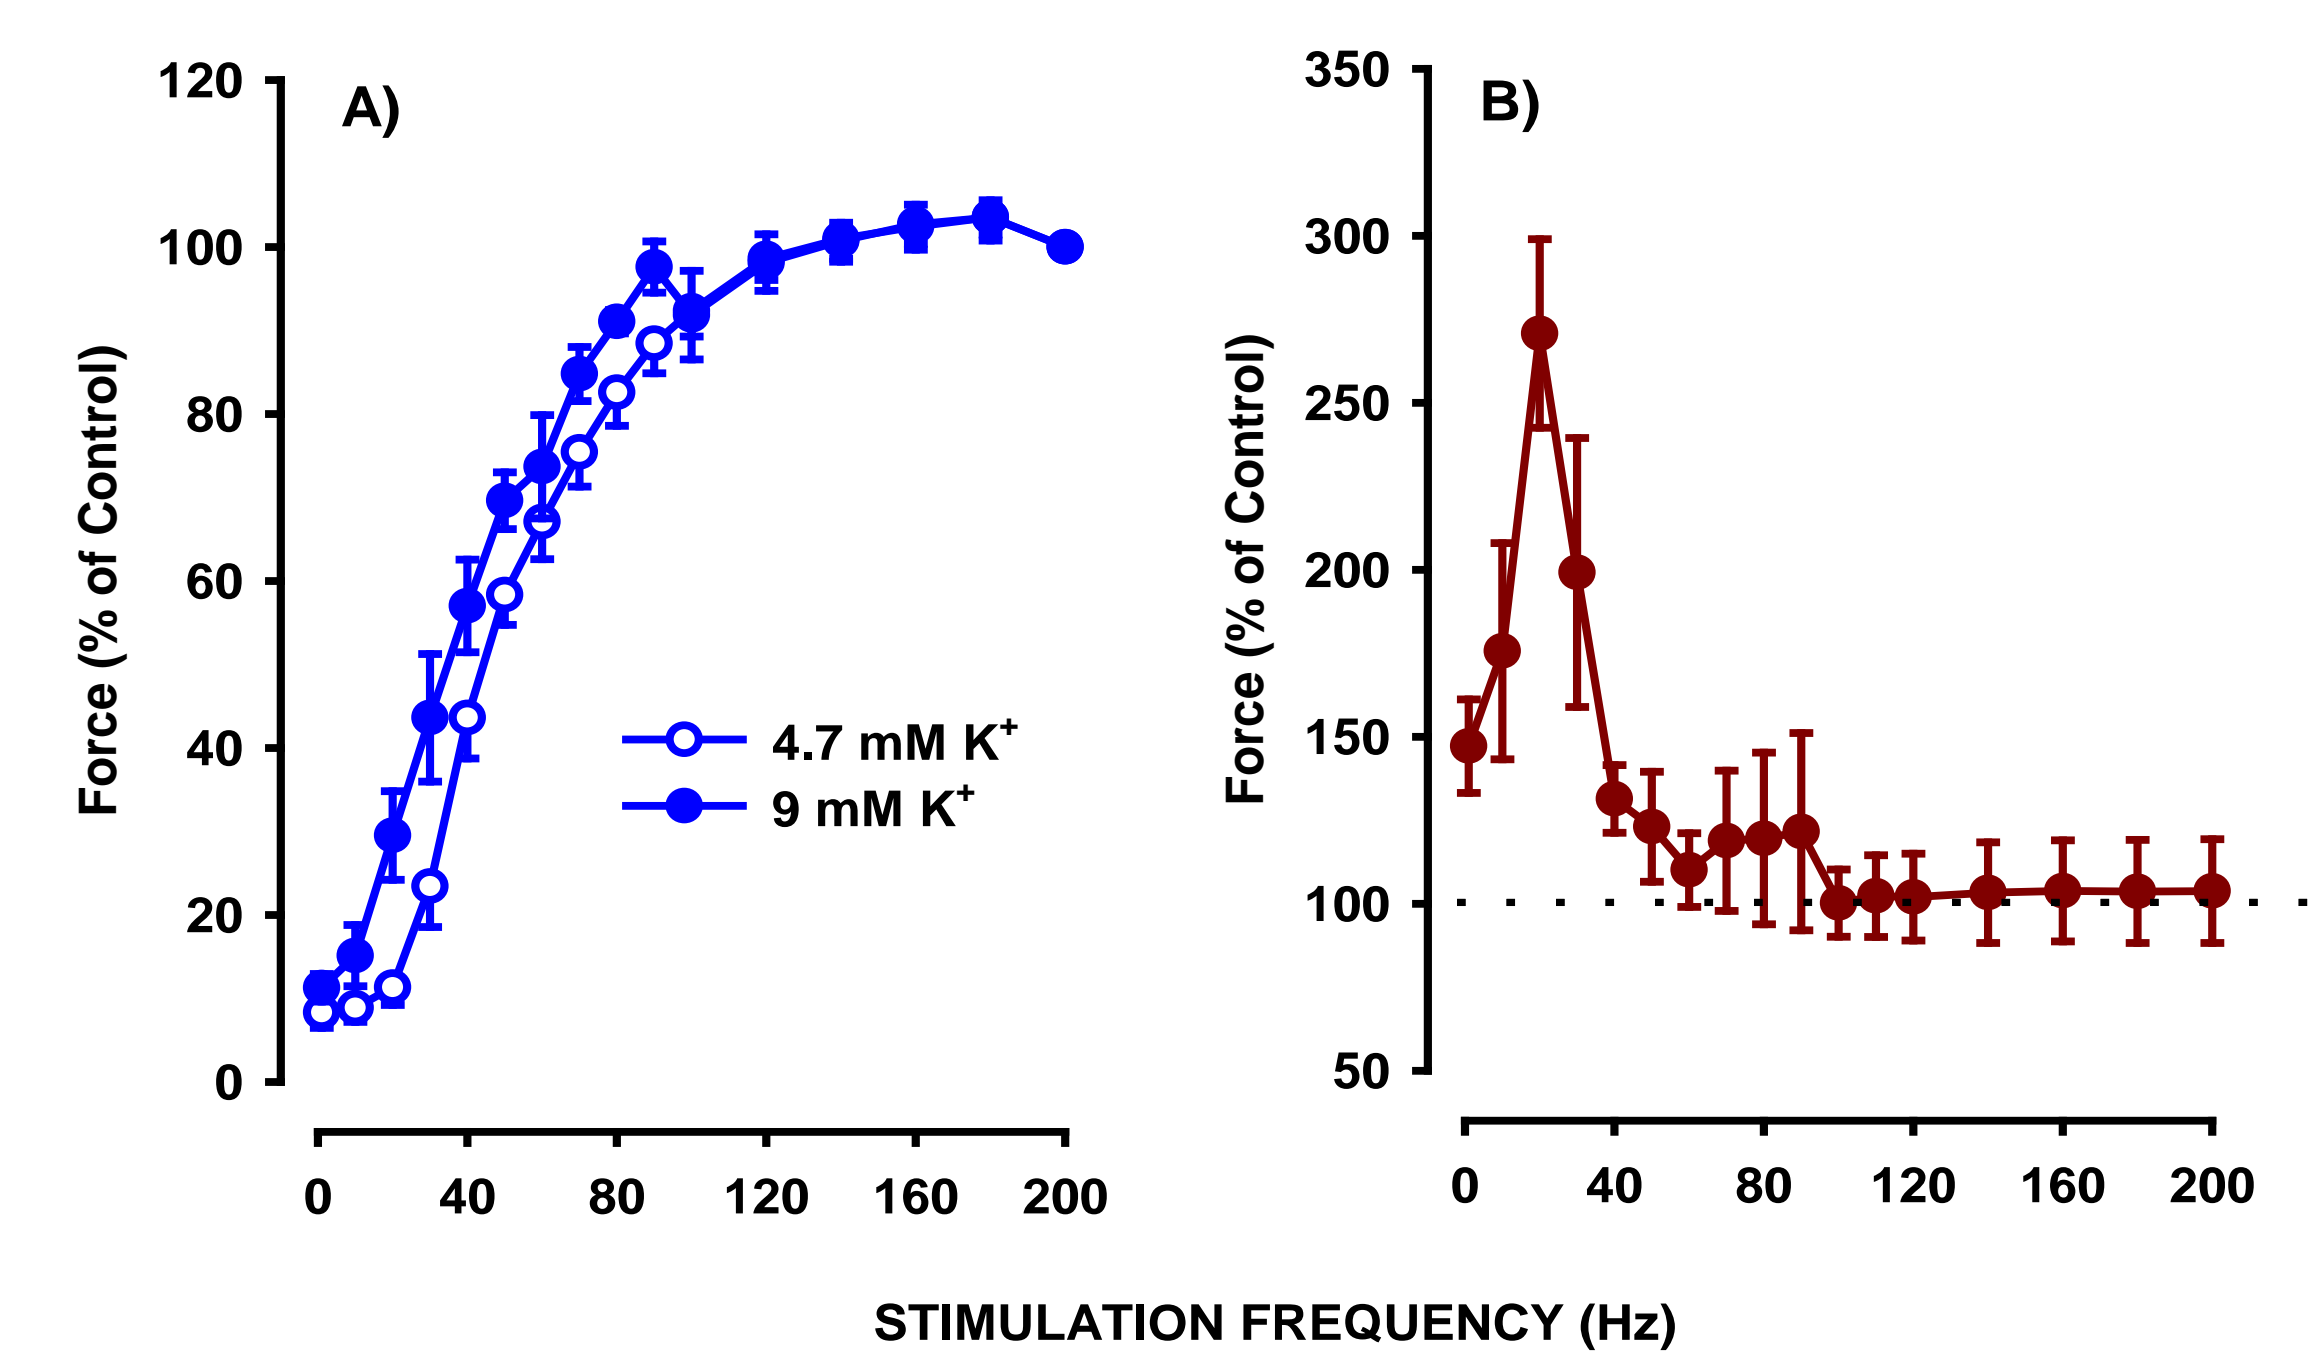 A)
120
100
80
60
40
20
0
Force (% of Control)
4.7 mM K⁺
9 mM K⁺
0 40 80 120 160 200
B)
350
300
250
200
150
100
50
Force (% of Control)
0 40 80 120 160 200
STIMULATION FREQUENCY (Hz)